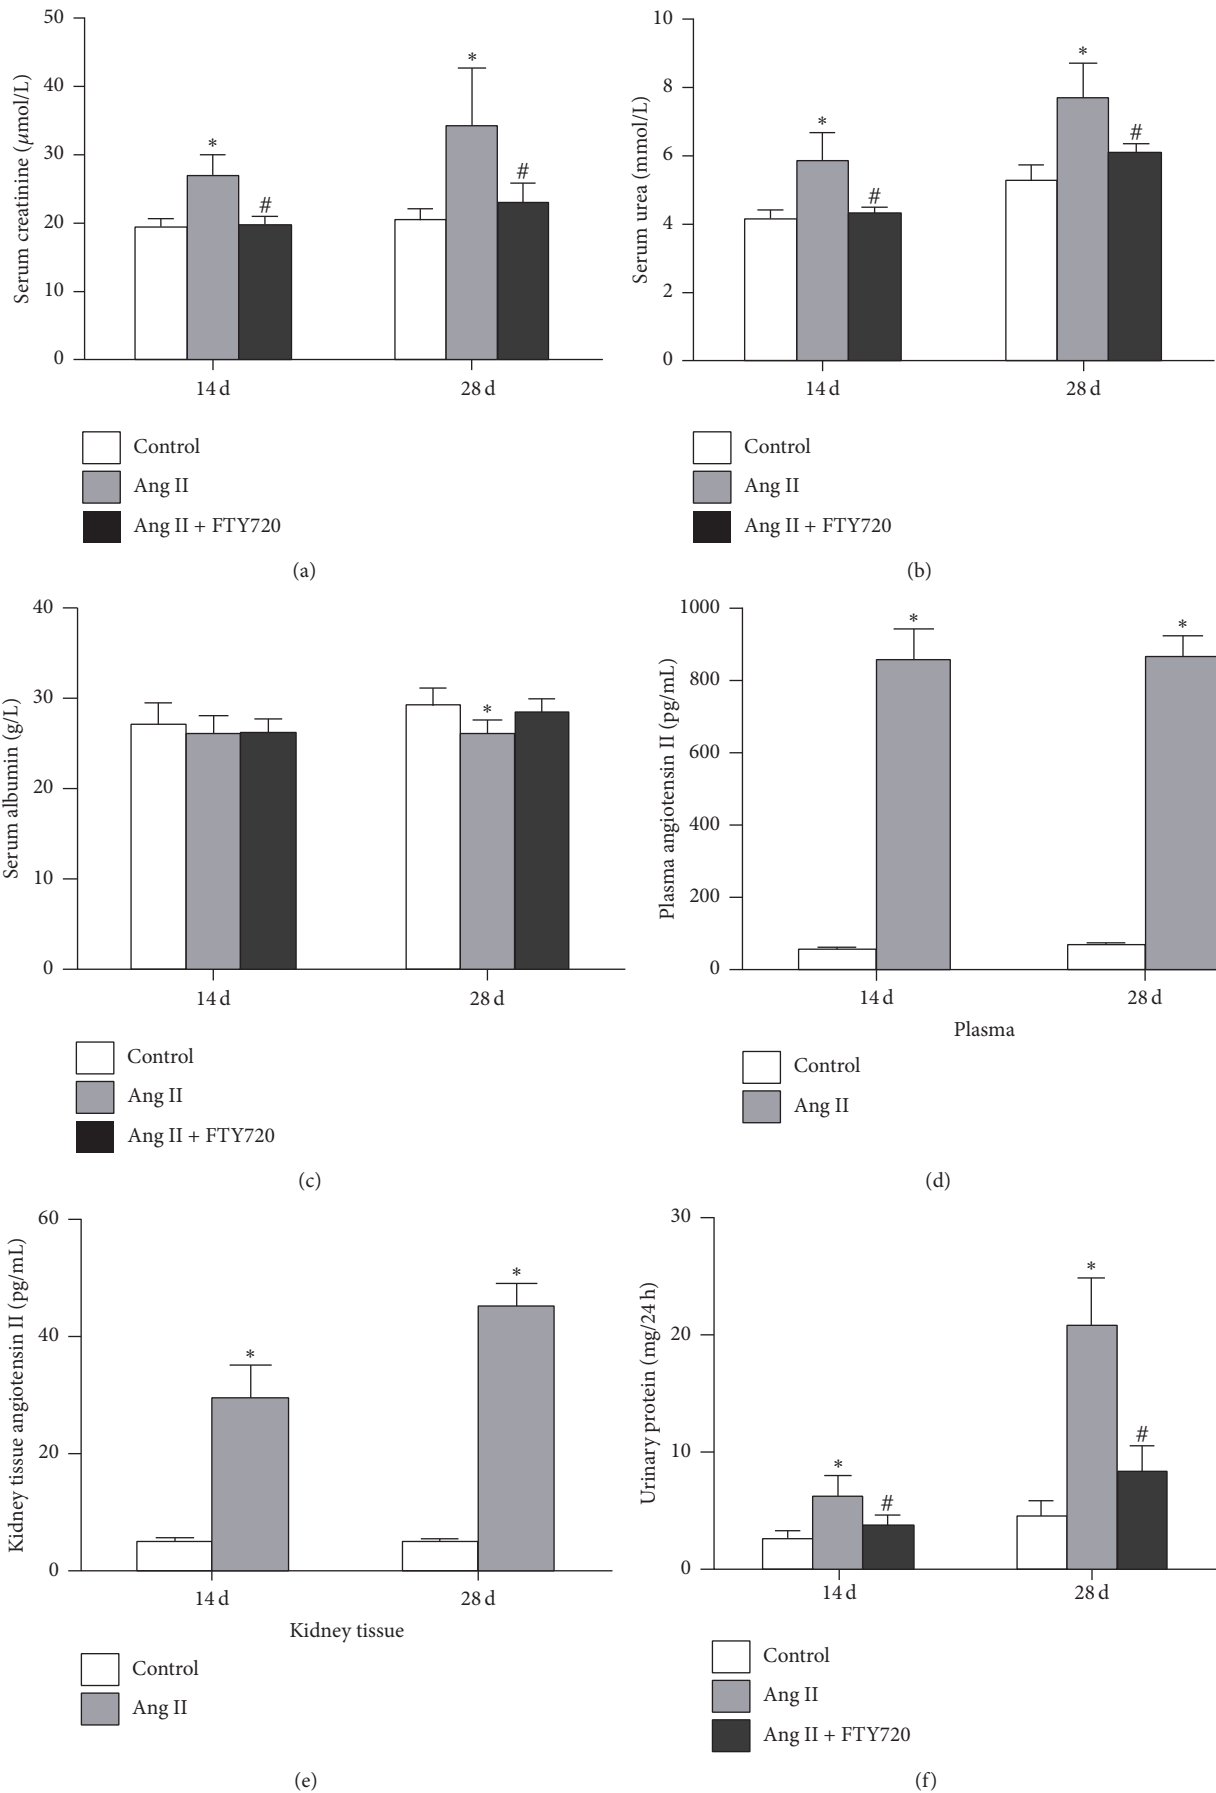 50
40
30
20
10
0
Serum creatinine (μmol/L)
*
#
*
#
14 d
28 d
Control
Ang II
Ang II + FTY720
(a)
10
8
6
4
2
0
Serum urea (mmol/L)
*
#
*
#
14 d
28 d
Control
Ang II
Ang II + FTY720
(b)
40
30
20
10
0
Serum albumin (g/L)
*
14 d
28 d
Control
Ang II
Ang II + FTY720
(c)
1000
800
600
400
200
0
Plasma angiotensin II (pg/mL)
*
*
14 d
28 d
Plasma
Control
Ang II
(d)
60
40
20
0
Kidney tissue angiotensin II (pg/mL)
*
*
14 d
28 d
Kidney tissue
Control
Ang II
(e)
30
20
10
0
Urinary protein (mg/24 h)
*
#
*
#
14 d
28 d
Control
Ang II
Ang II + FTY720
(f)